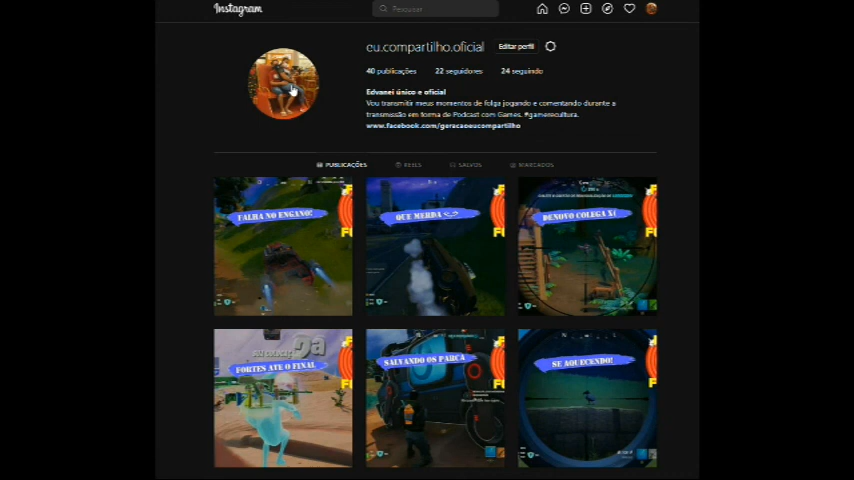 Instagram
Pesquisar
eu.compartilho.oficial
Editar perfil
40 publicações
22 seguidores
24 seguindo
Edvanei único e oficial
Vou transmitir meus momentos de folga jogando e comentando durante a
transmissão em forma de Podcast com Games. #gamerecultura.
www.facebook.com/geracaoeucompartilho
PUBLICAÇÕES
REELS
SALVOS
MARCADOS
FALHA NO ENGANO!
QUE MERDA <_>
DENOVO COLEGA X(
FORTES ATE O FINAL
SALVANDO OS PARÇA
SE AQUECENDO!